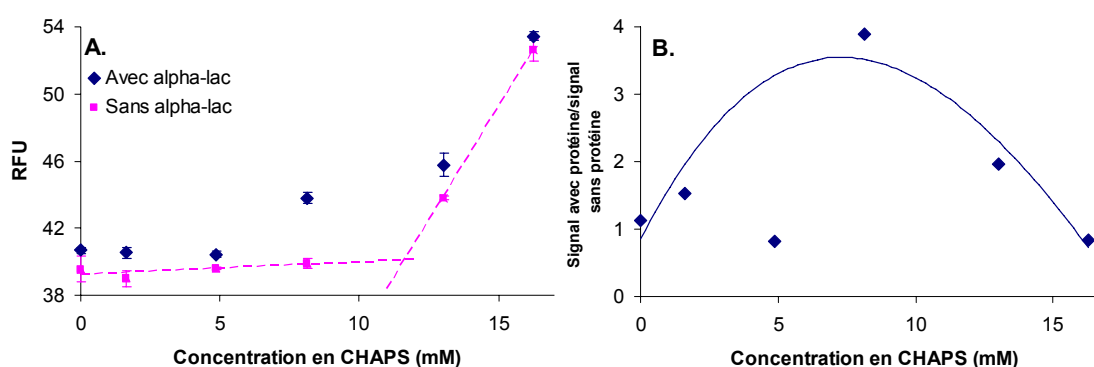 A.
Avec alpha-lac
Sans alpha-lac
RFU
54
50
46
42
38
0
5
10
15
Concentration en CHAPS (mM)
B.
Signal avec protéine/signal
sans protéine
4
3
2
1
0
0
5
10
15
Concentration en CHAPS (mM)